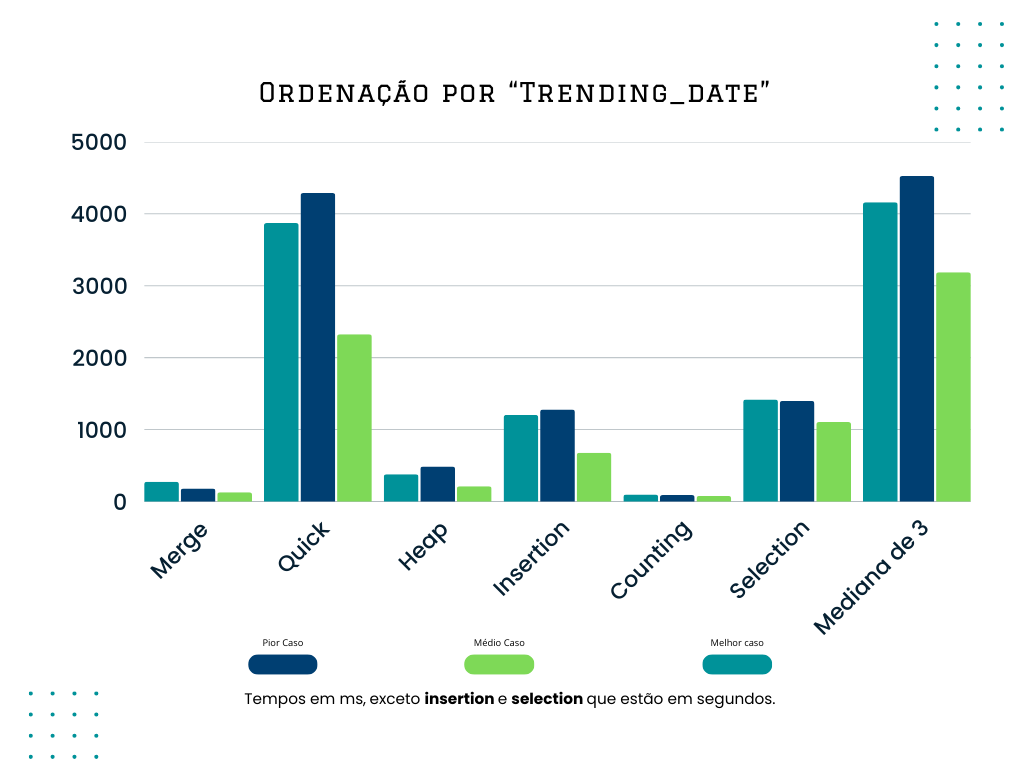 Ordenação por “Trending_date”
5000
4000
3000
2000
1000
0
Merge
Quick
Heap
Insertion
Counting
Selection
Mediana de 3
Pior Caso
Médio Caso
Melhor caso
Tempos em ms, exceto insertion e selection que estão em segundos.